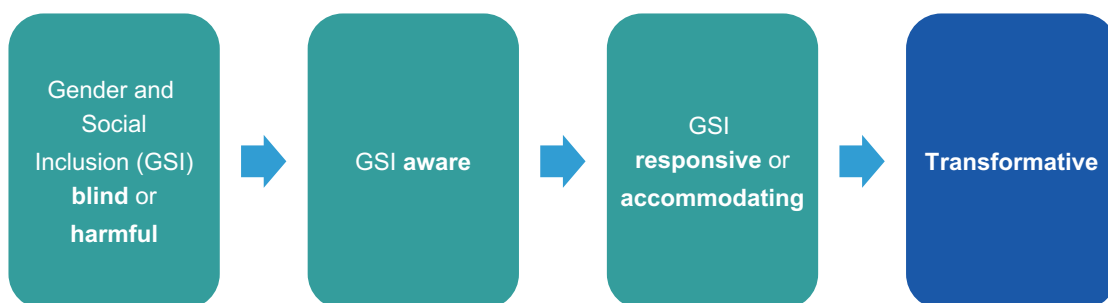 Gender and
Social
Inclusion (GSI)
blind or
harmful
GSI aware
GSI
responsive or
accommodating
Transformative